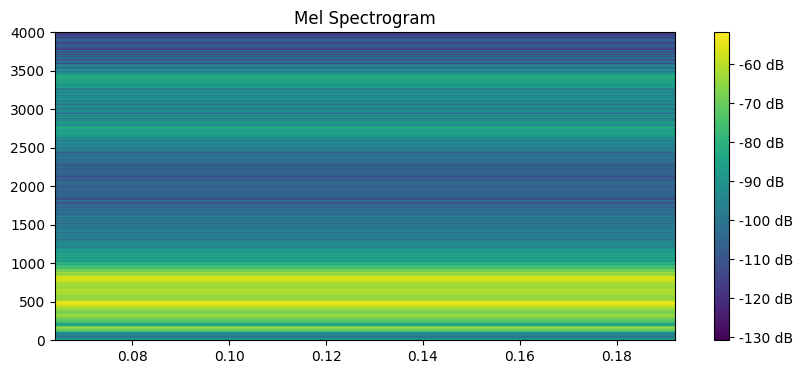 Mel Spectrogram
4000
3500
3000
2500
2000
1500
1000
500
0
0.08 0.10 0.12 0.14 0.16 0.18
-60 dB
-70 dB
-80 dB
-90 dB
-100 dB
-110 dB
-120 dB
-130 dB